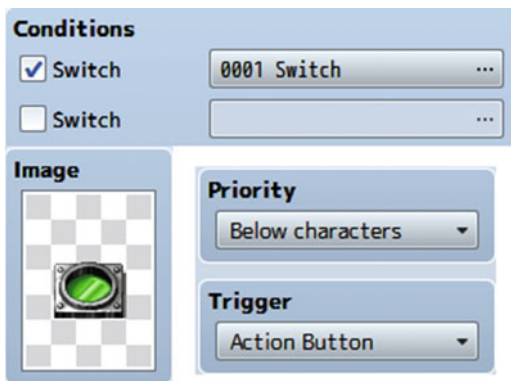 Conditions
Switch 0001 Switch ...
Switch ...
Image
Priority
Below characters
Trigger
Action Button